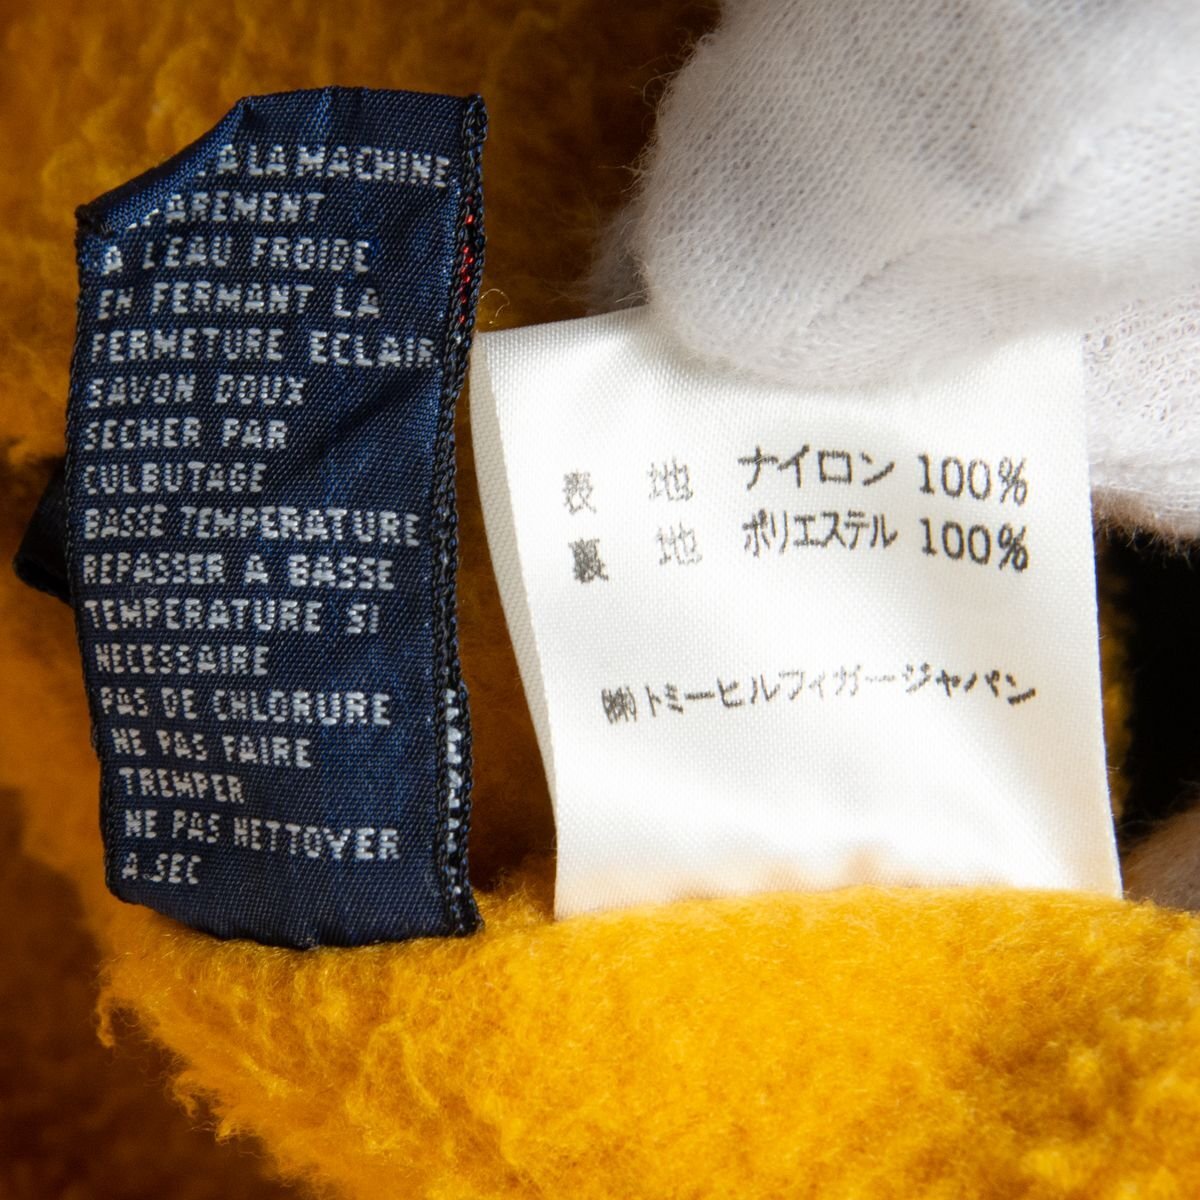 A LA MACHINE
PAREMENT
A L'EAU FROIDE
EN FERMANT LA
FERMETURE ECLAIR
SAVON DOUX
SECHER PAR
CULBUTAGE
BASSE TEMPERATURE
REPASSER A BASSE
TEMPERATURE SI
NECESSAIRE
PAS DE CHLORURE
NE PAS FAIRE
TREMPER
NE PAS NETTOYER
A SEC
表 地 ナイロン 100%
裏 地 ポリエステル 100%
㈱トミーヒルフィガージャパン